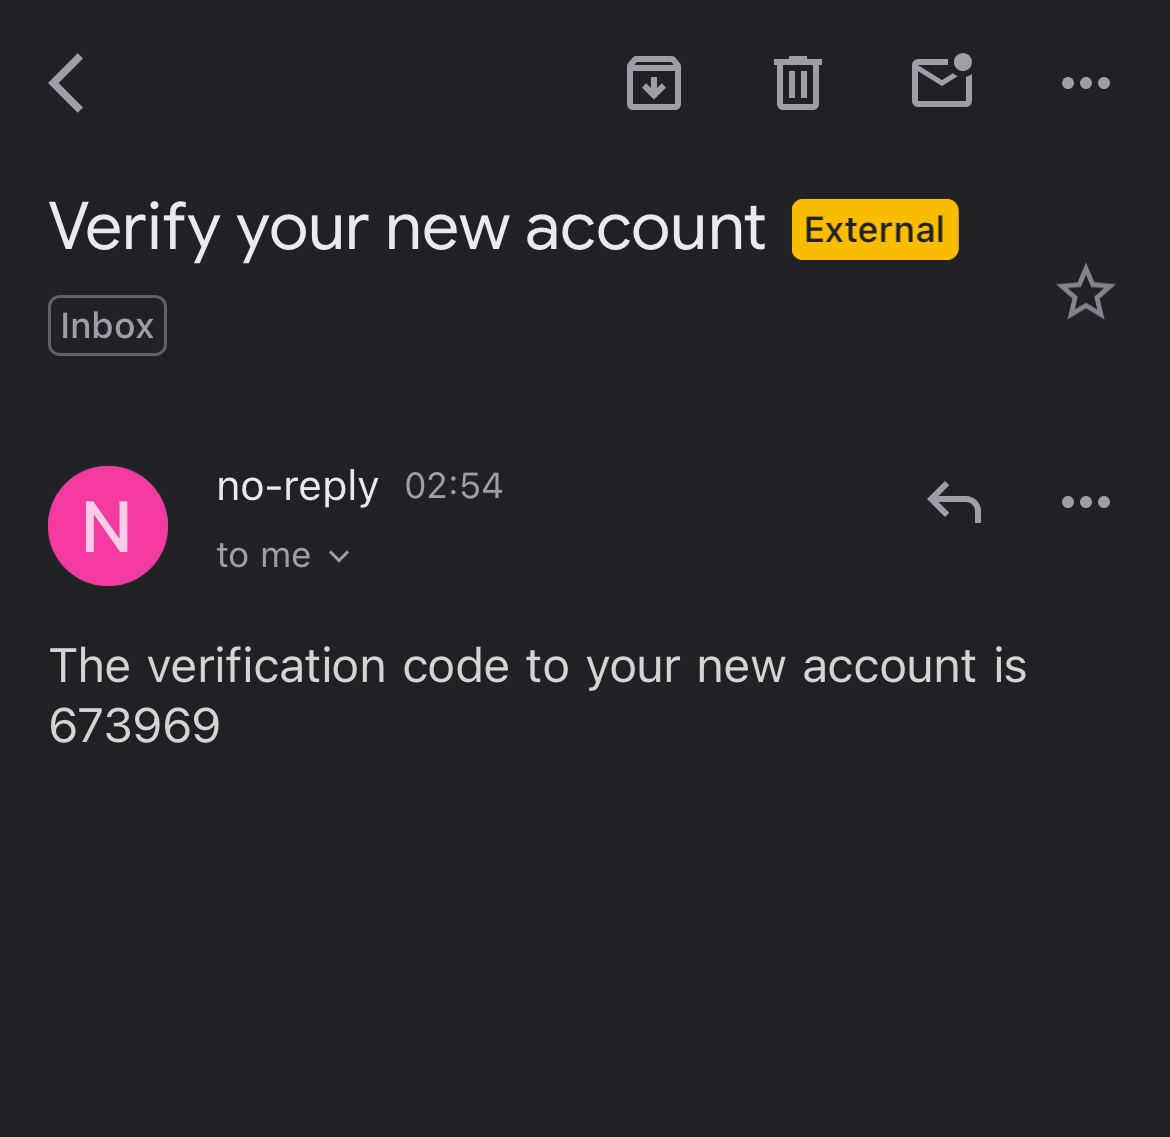 Verify your new account External
Inbox
N
no-reply 02:54
to me
The verification code to your new account is
673969